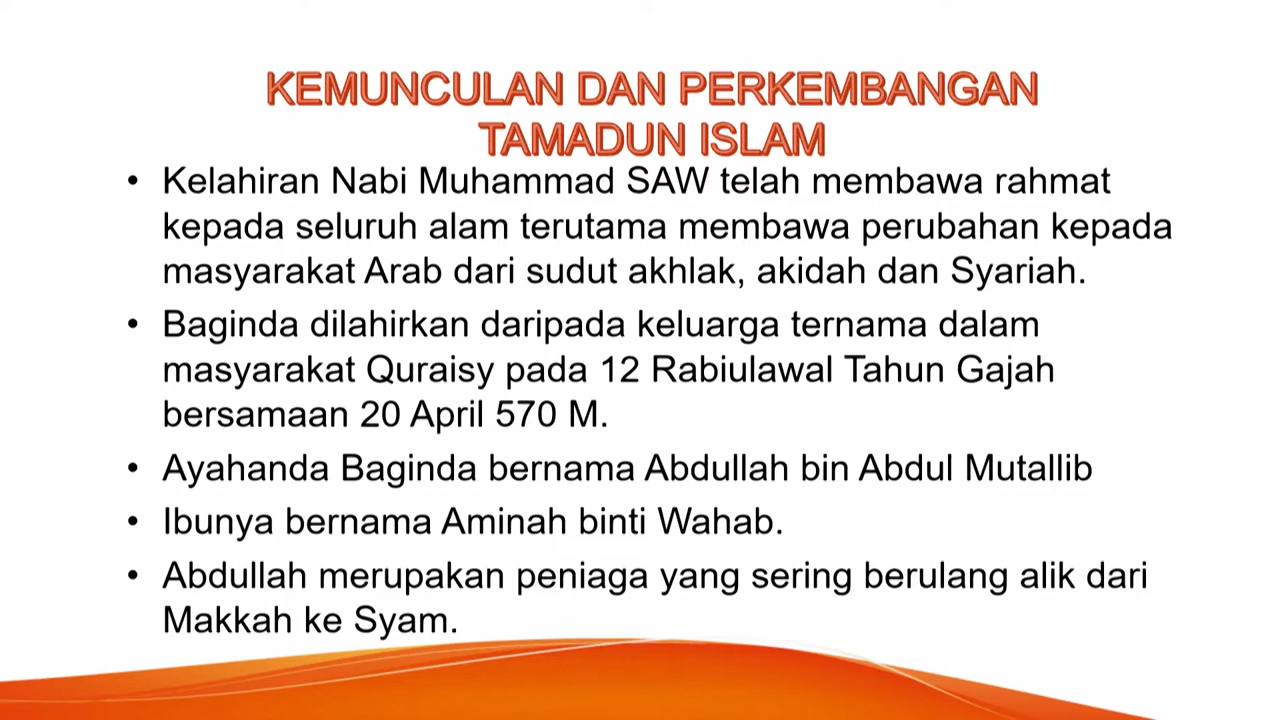 KEMUNCULAN DAN PERKEMBANGAN
TAMADUN ISLAM
• Kelahiran Nabi Muhammad SAW telah membawa rahmat
kepada seluruh alam terutama membawa perubahan kepada
masyarakat Arab dari sudut akhlak, akidah dan Syariah.
• Baginda dilahirkan daripada keluarga ternama dalam
masyarakat Quraisy pada 12 Rabiulawal Tahun Gajah
bersamaan 20 April 570 M.
• Ayahanda Baginda bernama Abdullah bin Abdul Mutallib
• Ibunya bernama Aminah binti Wahab.
• Abdullah merupakan peniaga yang sering berulang alik dari
Makkah ke Syam.